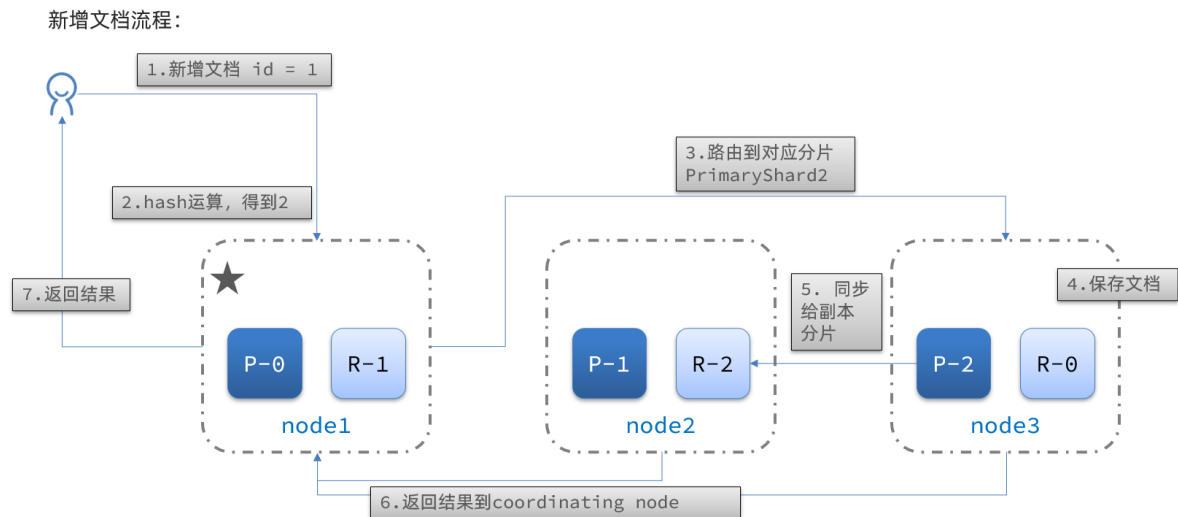 新增文档流程:
1.新增文档 id = 1
3.路由到对应分片
PrimaryShard2
2.hash运算，得到2
7.返回结果
5. 同步
给副本
分片
4.保存文档
P-0
R-1
P-1
R-2
P-2
R-0
node1
node2
node3
6.返回结果到coordinating node